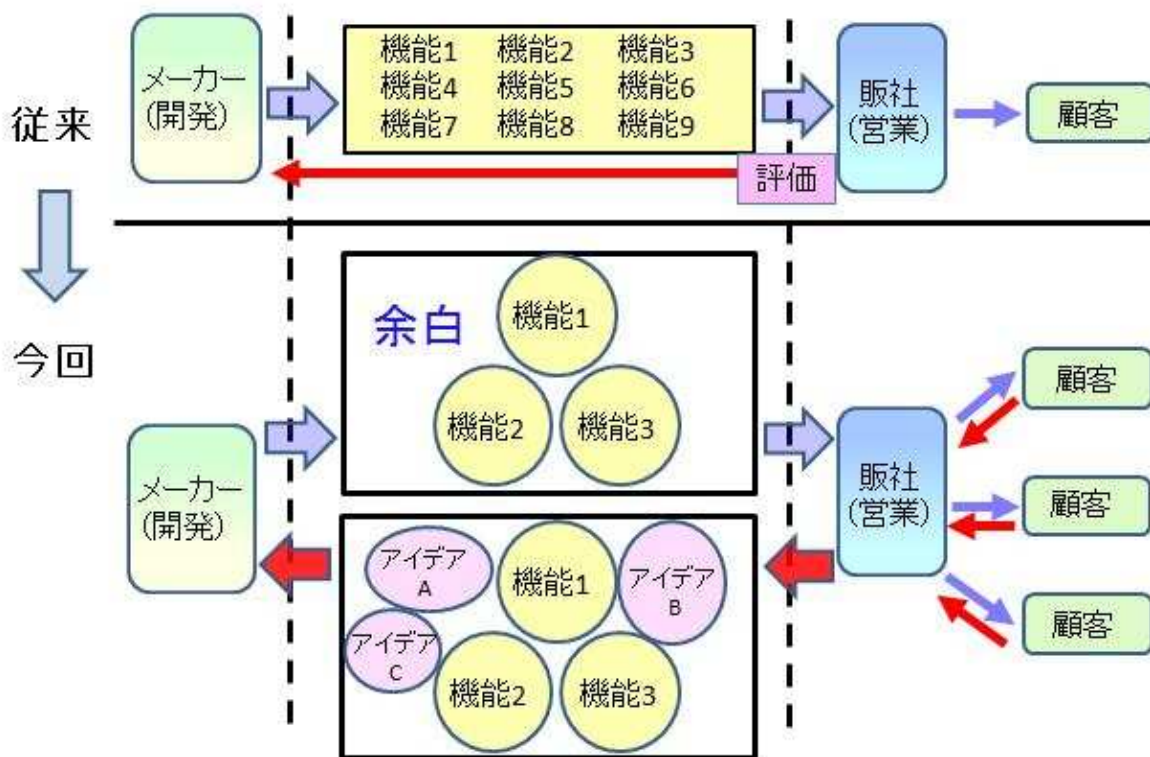 従来
メーカー
(開発)
機能1 機能2 機能3
機能4 機能5 機能6
機能7 機能8 機能9
販社
(営業)
顧客
評価
今回
余白
機能1
機能2 機能3
メーカー
(開発)
販社
(営業)
顧客
顧客
顧客
アイデア
A
機能1
アイデア
B
アイデア
C
機能2 機能3